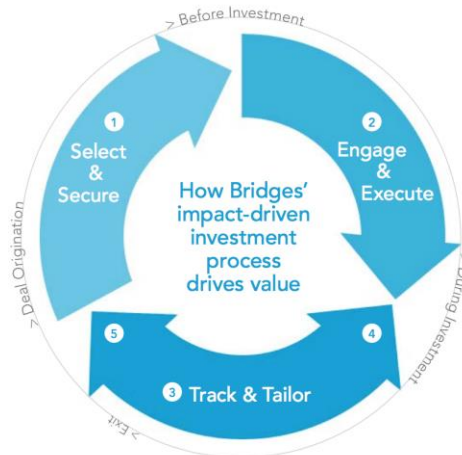 > Before Investment
1
Select
&
Secure
2
Engage
&
Execute
How Bridges'
impact-driven
investment
process
drives value
> Deal Origination
> During Investment
5
4
3 Track & Tailor
> Exit